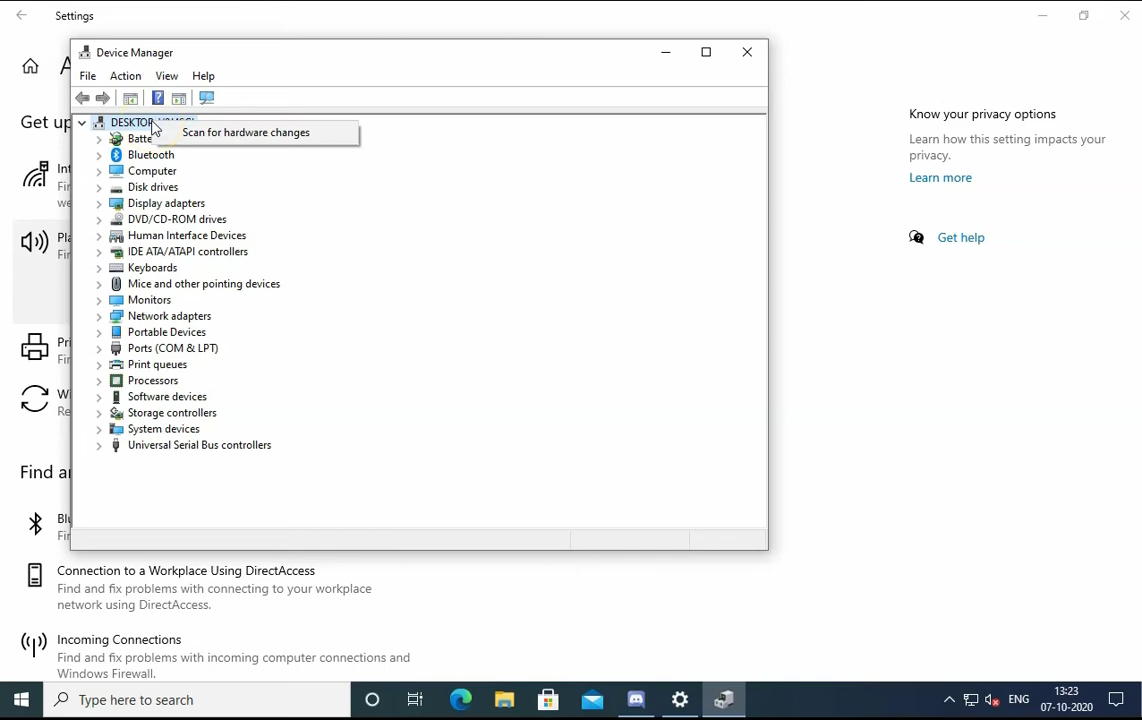 Settings
Device Manager
File Action View Help
Scan for hardware changes
Bluetooth
Computer
Disk drives
Display adapters
DVD/CD-ROM drives
Human Interface Devices
IDE ATA/ATAPI controllers
Keyboards
Mice and other pointing devices
Monitors
Network adapters
Portable Devices
Ports (COM & LPT)
Print queues
Processors
Software devices
Storage controllers
System devices
Universal Serial Bus controllers
Get up
Find
Connection to a Workplace Using DirectAccess
Find and fix problems with connecting to your workplace
network using DirectAccess.
Incoming Connections
Find and fix problems with incoming computer connections and
Windows Firewall.
Know your privacy options
Learn how this setting impacts your
privacy.
Learn more
Get help
Type here to search
ENG
13:23
07-10-2020